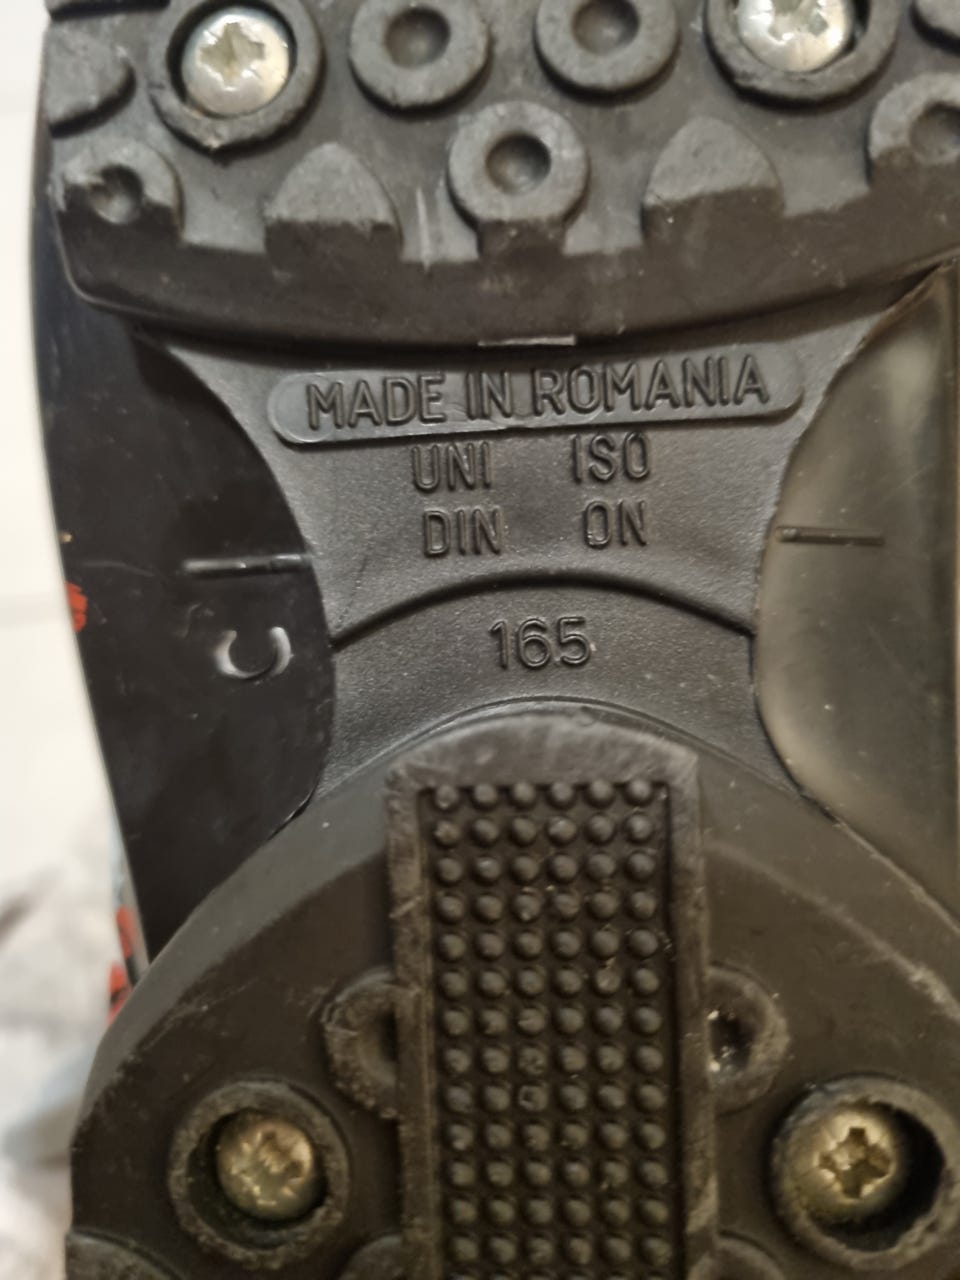 MADE IN ROMANIA
UNI ISO
DIN ON
165
C